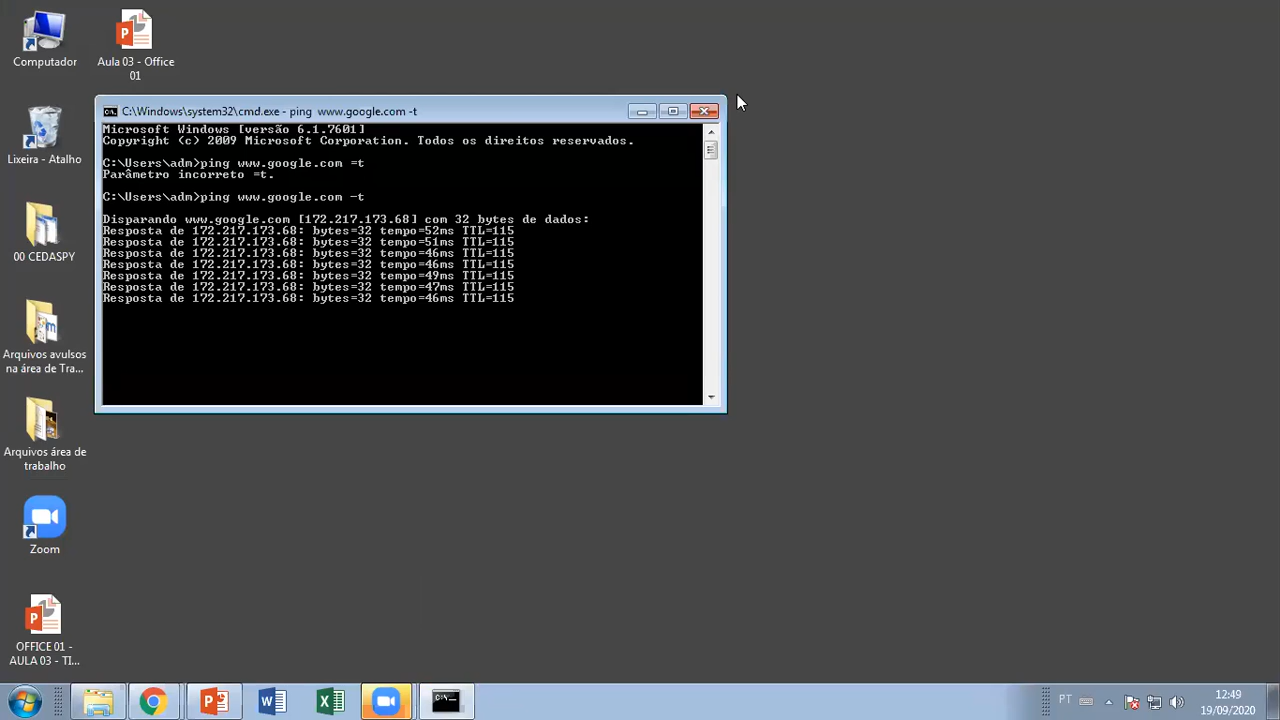 Computador
Aula 03 - Office
01
C:\Windows\system32\cmd.exe - ping  www.google.com -t
Microsoft Windows [versão 6.1.7601]
Copyright (c) 2009 Microsoft Corporation. Todos os direitos reservados.
C:\Users\adm>ping www.google.com =t
Parâmetro incorreto =t.
C:\Users\adm>ping www.google.com -t
Disparando www.google.com [172.217.173.68] com 32 bytes de dados:
Resposta de 172.217.173.68: bytes=32 tempo=52ms TTL=115
Resposta de 172.217.173.68: bytes=32 tempo=51ms TTL=115
Resposta de 172.217.173.68: bytes=32 tempo=46ms TTL=115
Resposta de 172.217.173.68: bytes=32 tempo=46ms TTL=115
Resposta de 172.217.173.68: bytes=32 tempo=49ms TTL=115
Resposta de 172.217.173.68: bytes=32 tempo=47ms TTL=115
Resposta de 172.217.173.68: bytes=32 tempo=46ms TTL=115
eira - Atalho
00 CEDASPY
Arquivos avulsos
na área de Tra...
Arquivos área de
trabalho
Zoom
OFFICE 01 -
AULA 03 - TI...
PT
12:49
19/09/2020